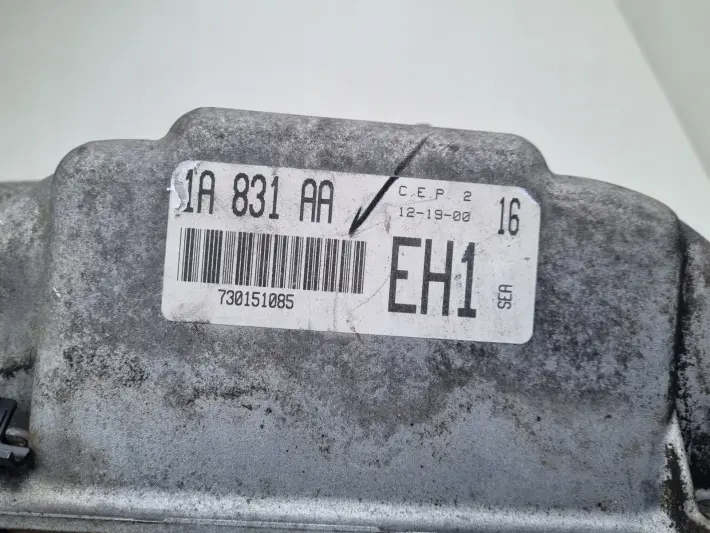 1A 831 AA
C.E.P. 2
12-19-00
16
730151085
EH1
SEA